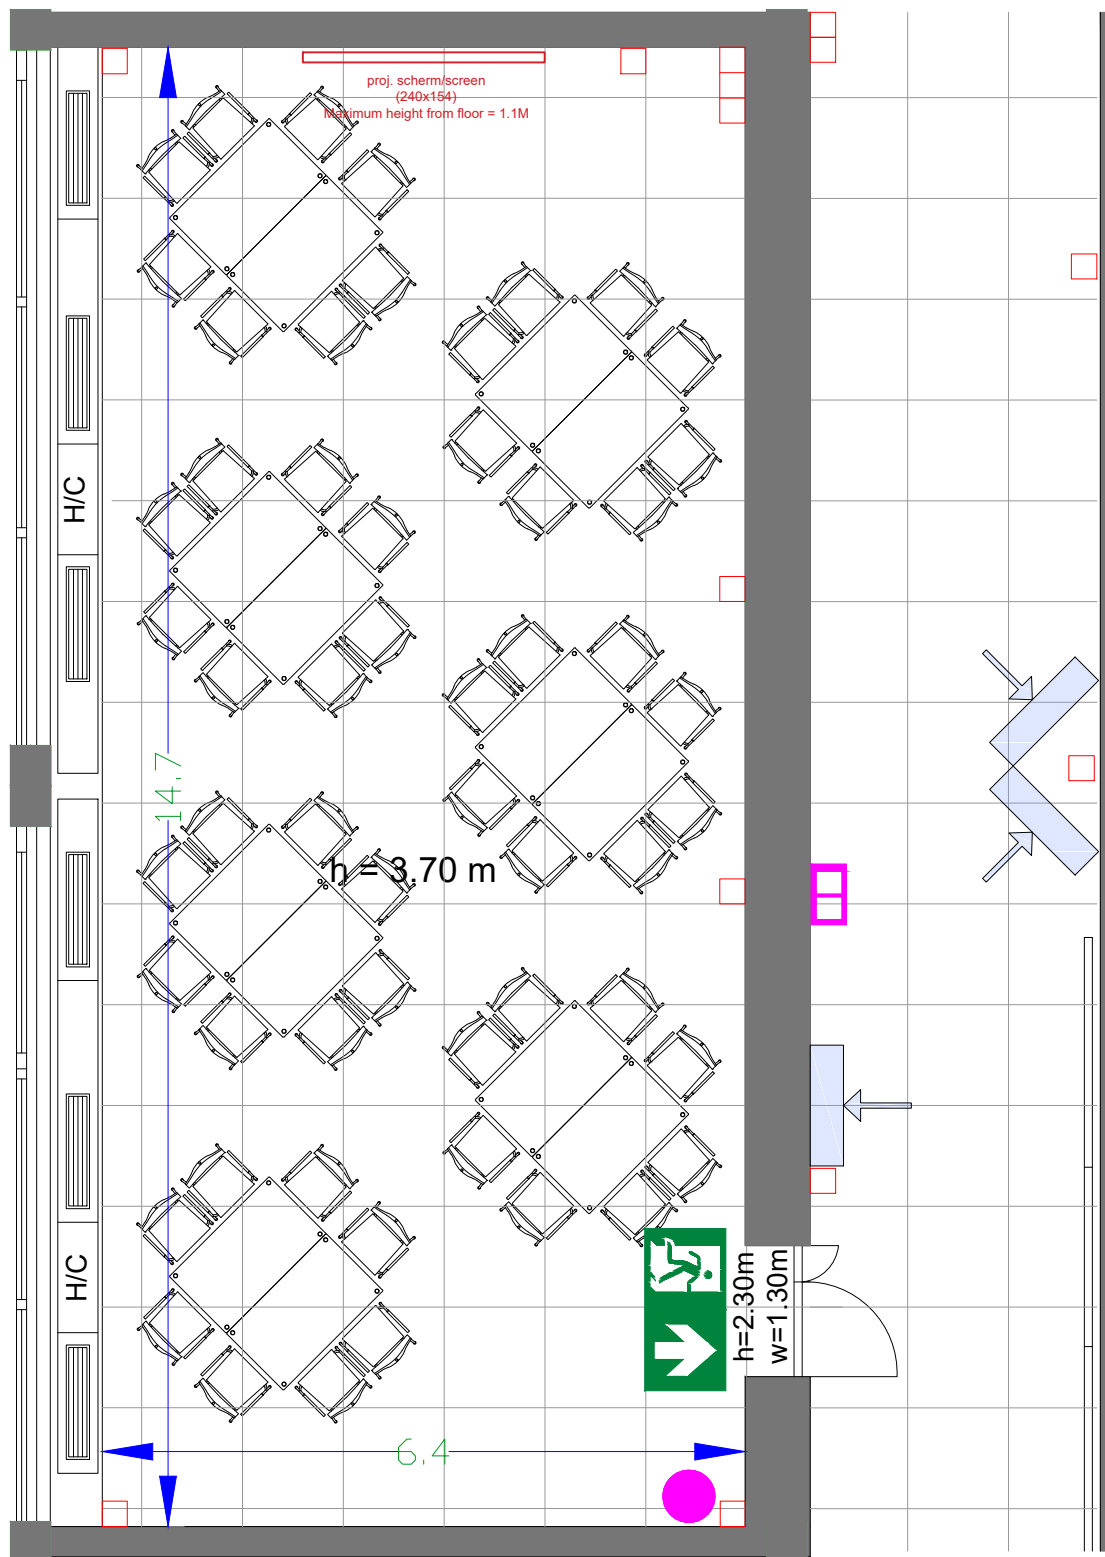 proj. scherm/screen
(240x154)
Maximum height from floor = 1.1M
H/C
14,7
h = 3.70 m
H/C
h=2.30m
w=1.30m
6,4